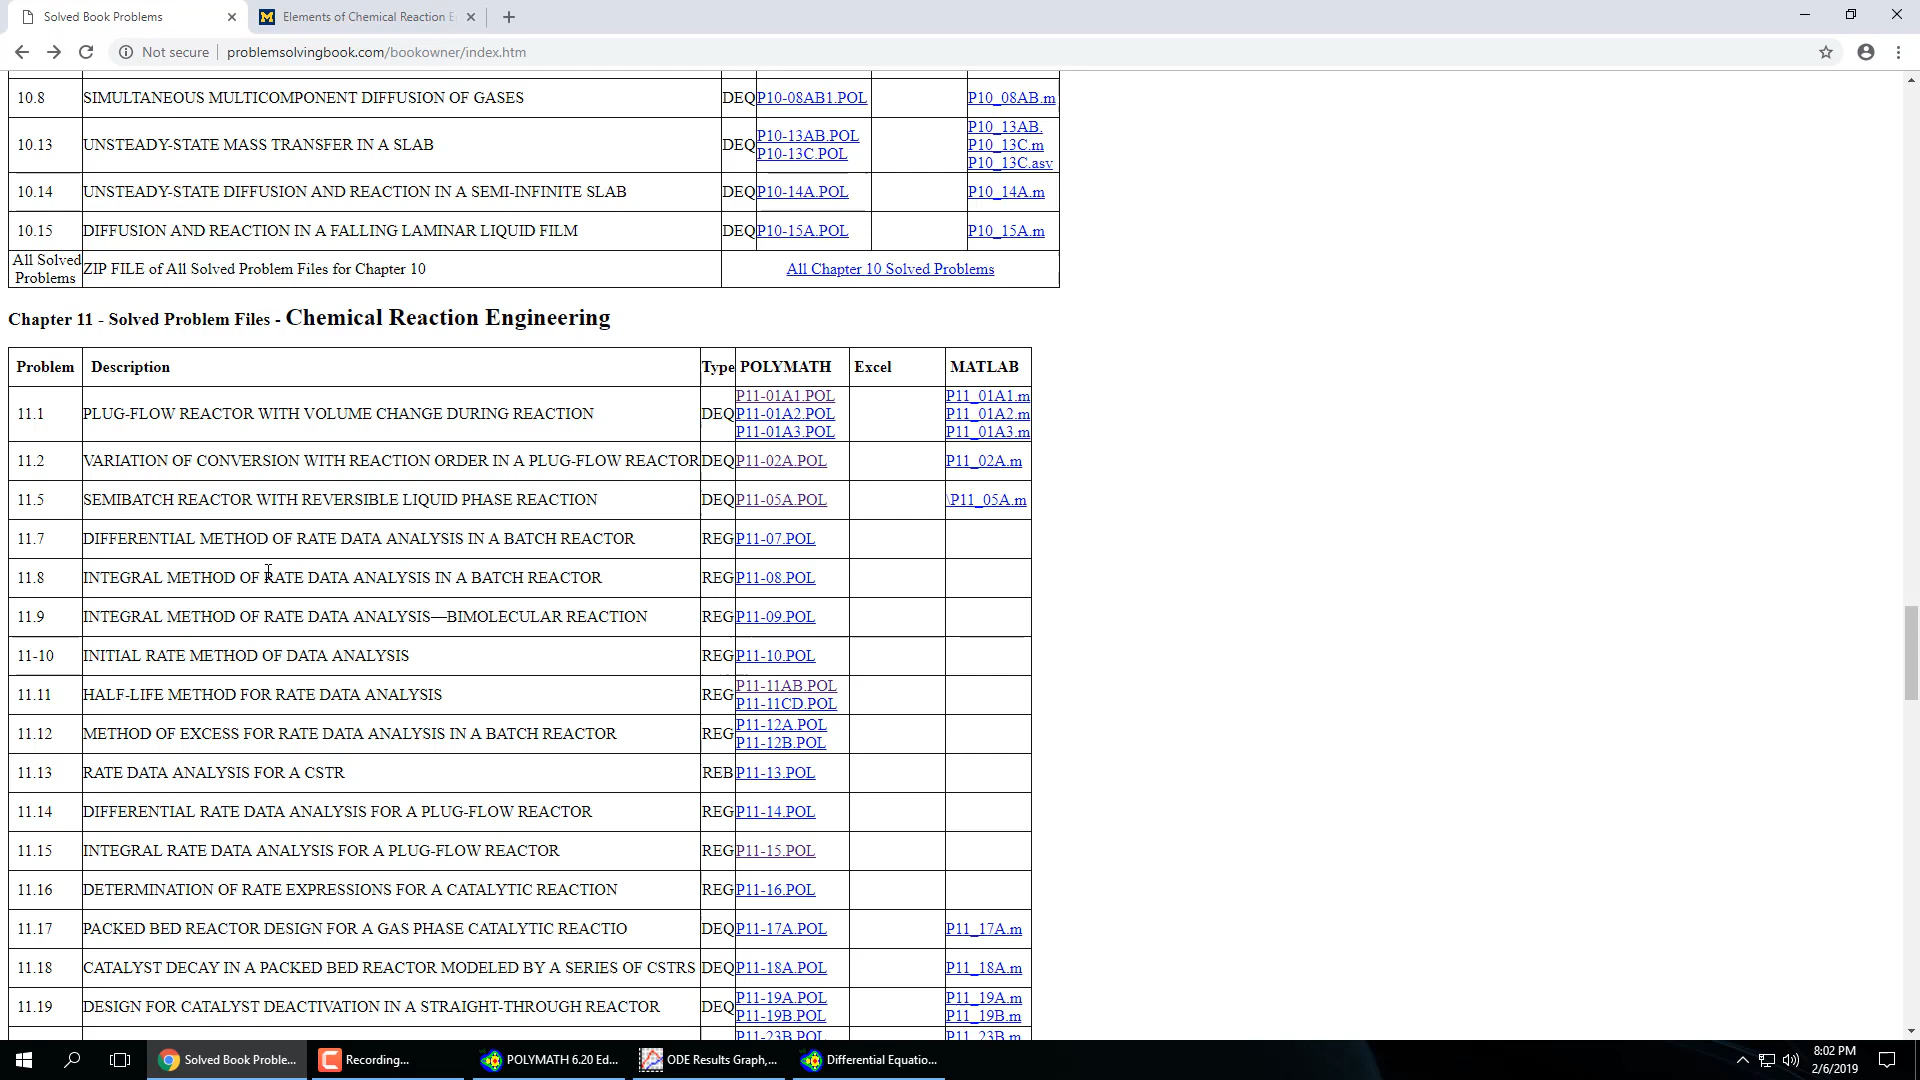 Solved Book Problems
Elements of Chemical Reaction E
Not secure
problemsolvingbook.com/bookowner/index.htm
10.8 SIMULTANEOUS MULTICOMPONENT DIFFUSION OF GASES DEQ P10-08AB1.POL P10_08AB.m
10.13 UNSTEADY-STATE MASS TRANSFER IN A SLAB DEQ P10-13AB.POL P10_13AB.
P10-13C.POL P10_13C.m
P10_13C.asv
10.14 UNSTEADY-STATE DIFFUSION AND REACTION IN A SEMI-INFINITE SLAB DEQ P10-14A.POL P10_14A.m
10.15 DIFFUSION AND REACTION IN A FALLING LAMINAR LIQUID FILM DEQ P10-15A.POL P10_15A.m
All Solved Problems ZIP FILE of All Solved Problem Files for Chapter 10 All Chapter 10 Solved Problems
Chapter 11 - Solved Problem Files - Chemical Reaction Engineering
Problem Description Type POLYMATH Excel MATLAB
11.1 PLUG-FLOW REACTOR WITH VOLUME CHANGE DURING REACTION DEQ P11-01A1.POL P11_01A1.m
P11-01A2.POL P11_01A2.m
P11-01A3.POL P11_01A3.m
11.2 VARIATION OF CONVERSION WITH REACTION ORDER IN A PLUG-FLOW REACTOR DEQ P11-02A.POL P11_02A.m
11.5 SEMIBATCH REACTOR WITH REVERSIBLE LIQUID PHASE REACTION DEQ P11-05A.POL \P11_05A.m
11.7 DIFFERENTIAL METHOD OF RATE DATA ANALYSIS IN A BATCH REACTOR REG P11-07.POL
11.8 INTEGRAL METHOD OF RATE DATA ANALYSIS IN A BATCH REACTOR REG P11-08.POL
11.9 INTEGRAL METHOD OF RATE DATA ANALYSIS—BIMOLECULAR REACTION REG P11-09.POL
11-10 INITIAL RATE METHOD OF DATA ANALYSIS REG P11-10.POL
11.11 HALF-LIFE METHOD FOR RATE DATA ANALYSIS REG P11-11AB.POL
P11-11CD.POL
11.12 METHOD OF EXCESS FOR RATE DATA ANALYSIS IN A BATCH REACTOR REG P11-12A.POL
P11-12B.POL
11.13 RATE DATA ANALYSIS FOR A CSTR REB P11-13.POL
11.14 DIFFERENTIAL RATE DATA ANALYSIS FOR A PLUG-FLOW REACTOR REG P11-14.POL
11.15 INTEGRAL RATE DATA ANALYSIS FOR A PLUG-FLOW REACTOR REG P11-15.POL
11.16 DETERMINATION OF RATE EXPRESSIONS FOR A CATALYTIC REACTION REG P11-16.POL
11.17 PACKED BED REACTOR DESIGN FOR A GAS PHASE CATALYTIC REACTIO DEQ P11-17A.POL P11_17A.m
11.18 CATALYST DECAY IN A PACKED BED REACTOR MODELED BY A SERIES OF CSTRS DEQ P11-18A.POL P11_18A.m
11.19 DESIGN FOR CATALYST DEACTIVATION IN A STRAIGHT-THROUGH REACTOR DEQ P11-19A.POL P11_19A.m
P11-19B.POL P11_19B.m
P11-23B.POL P11_23B.m
Solved Book Proble...
Recording...
POLYMATH 6.20 Ed...
ODE Results Graph,...
Differential Equatio...
8:02 PM
2/6/2019